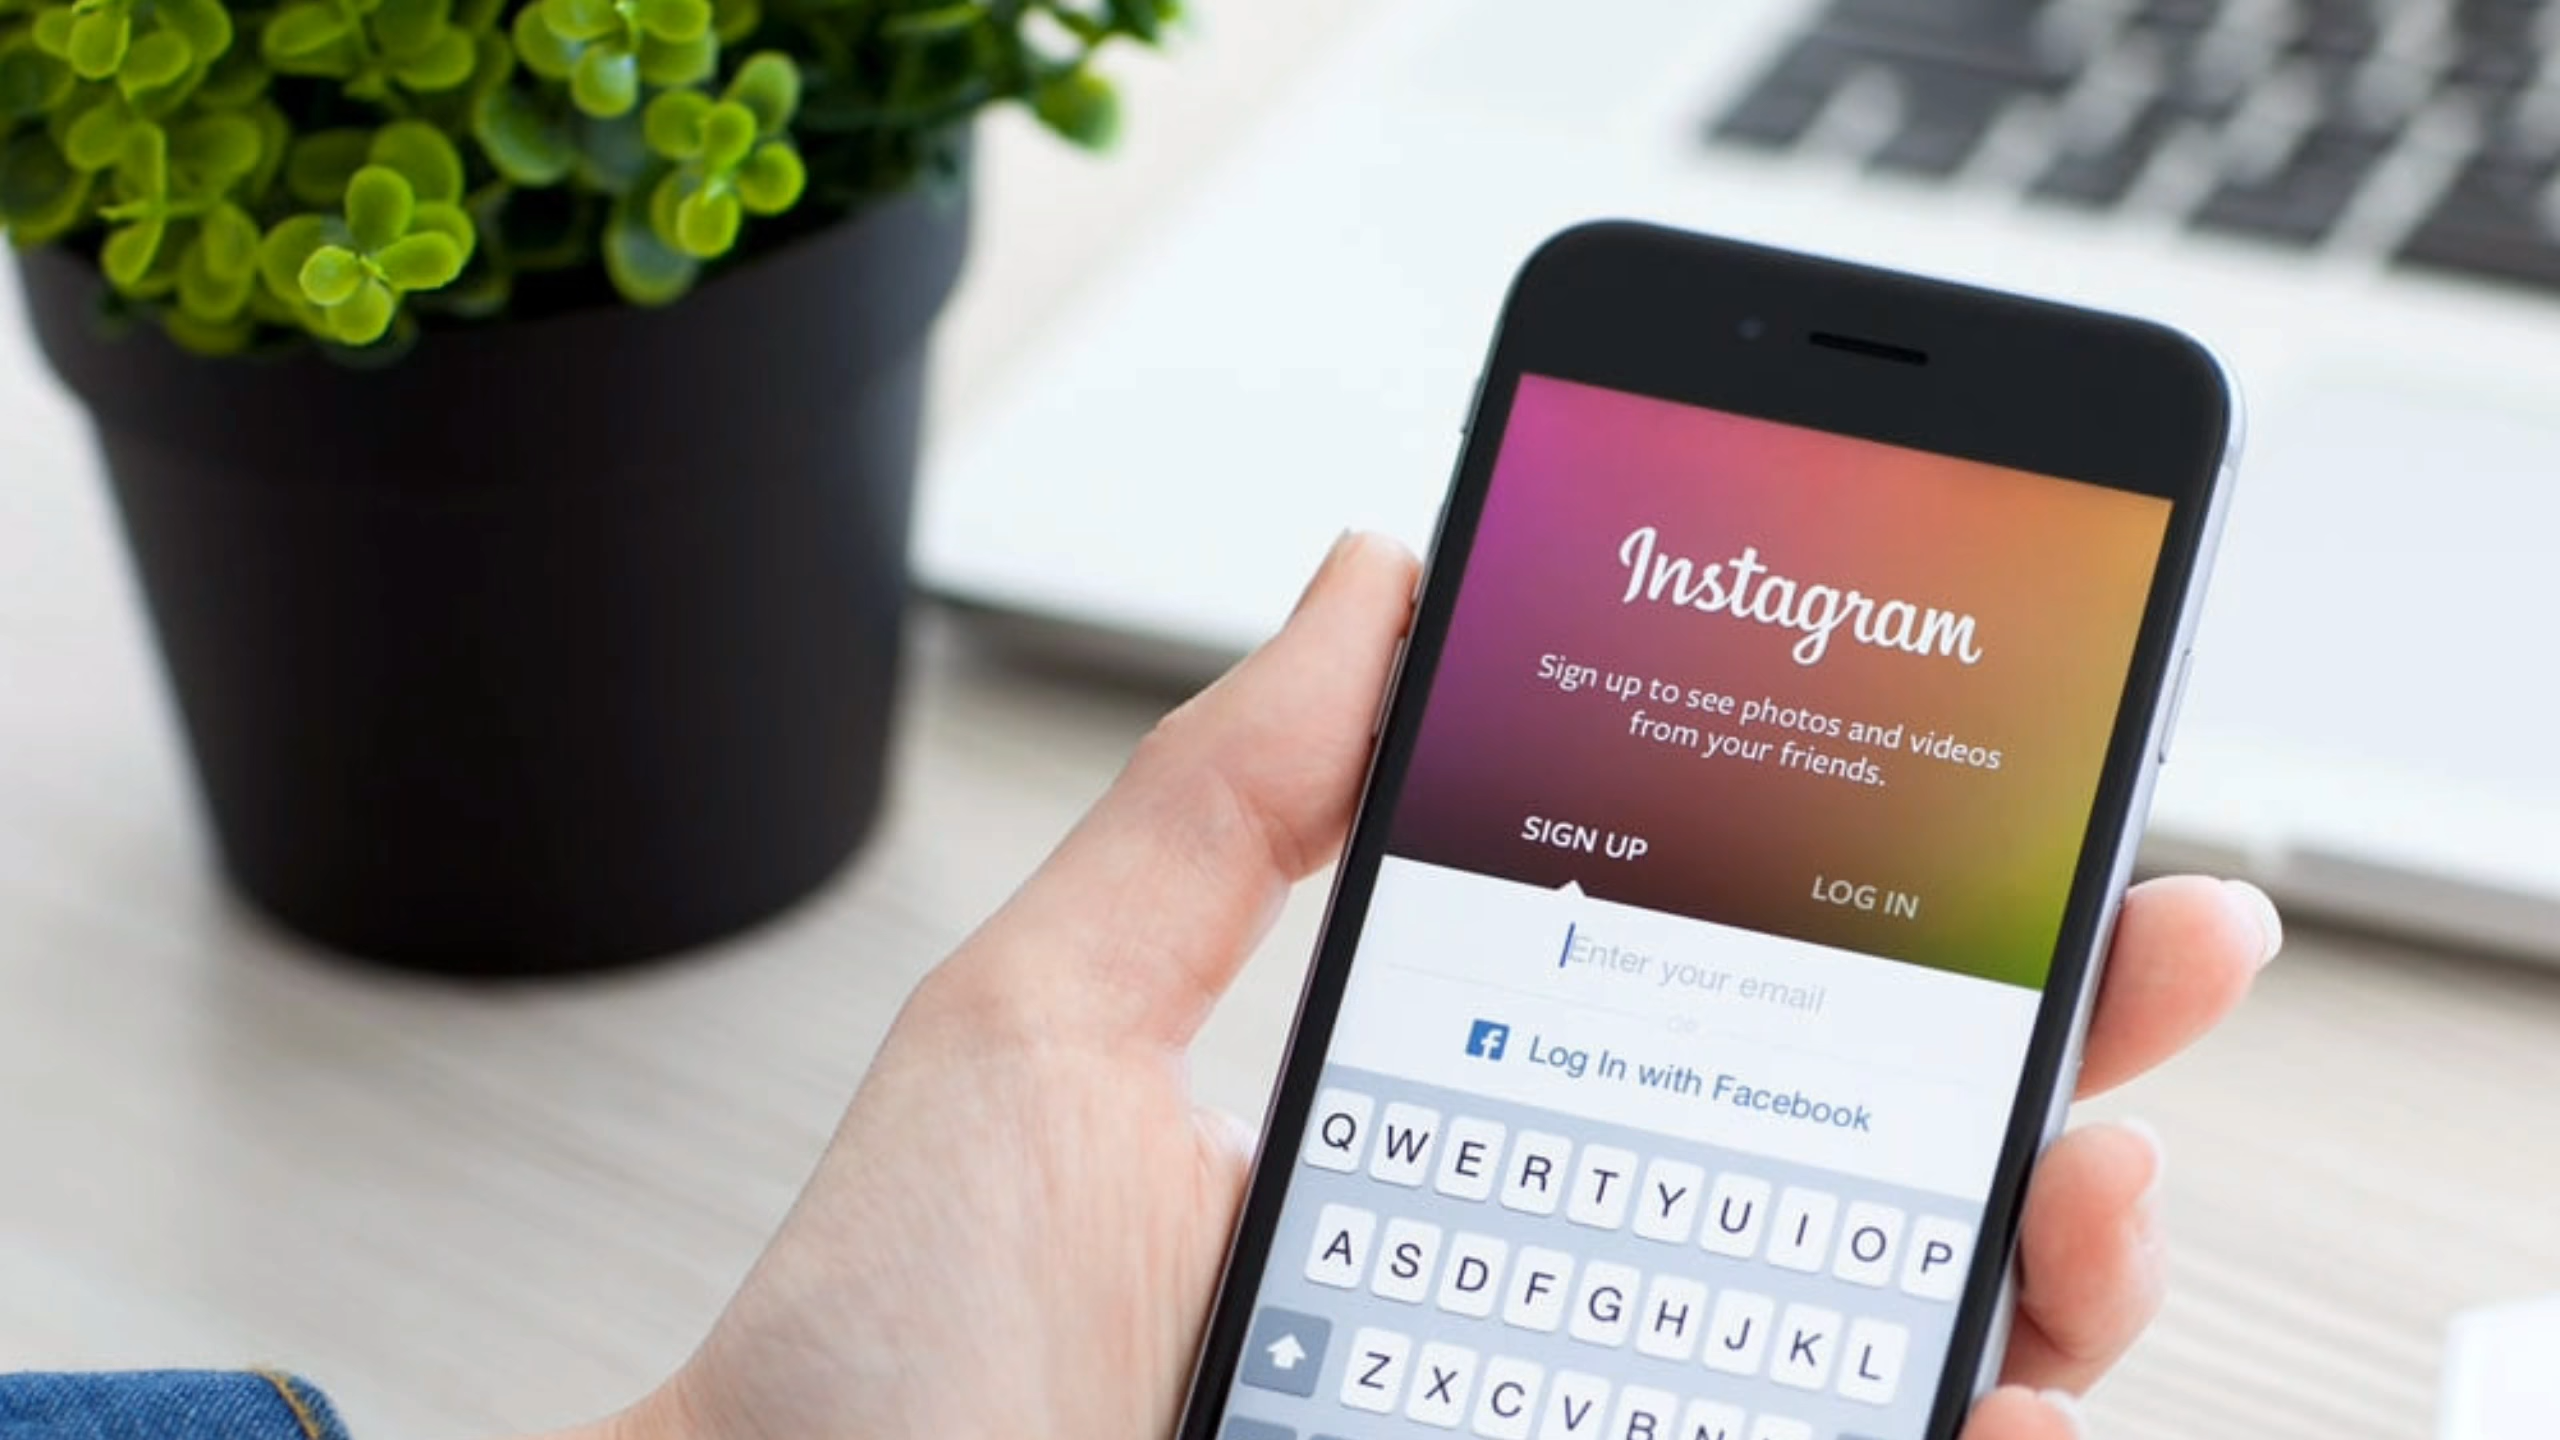 Instagram
Sign up to see photos and videos
from your friends.
SIGN UP
LOG IN
Enter your email
OR
Log In with Facebook
Q W E R T Y U I O P
A S D F G H J K L
Z X C V B N